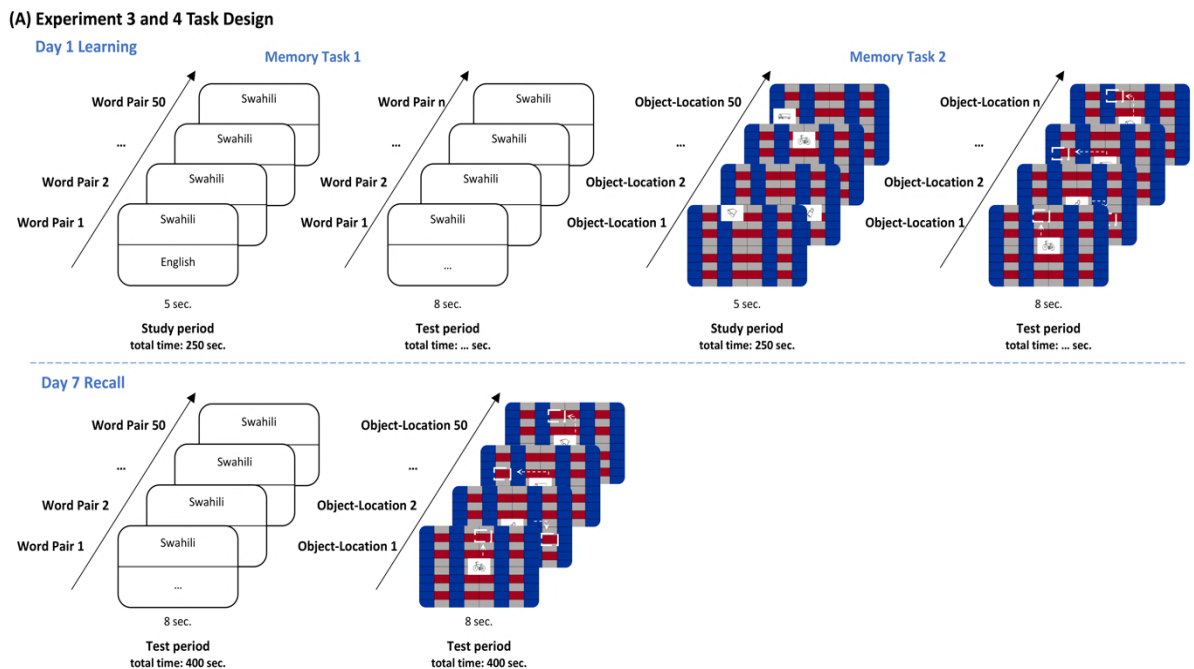 (A) Experiment 3 and 4 Task Design
Day 1 Learning
Memory Task 1
Word Pair 50
...
Word Pair 2
Word Pair 1
Swahili
Swahili
Swahili
Swahili
English
5 sec.
Study period
total time: 250 sec.
Word Pair n
...
Word Pair 2
Word Pair 1
Swahili
Swahili
Swahili
Swahili
...
8 sec.
Test period
total time: ... sec.
Memory Task 2
Object-Location 50
...
Object-Location 2
Object-Location 1
5 sec.
Study period
total time: 250 sec.
Object-Location n
...
Object-Location 2
Object-Location 1
8 sec.
Test period
total time: ... sec.
Day 7 Recall
Word Pair 50
...
Word Pair 2
Word Pair 1
Swahili
Swahili
Swahili
Swahili
...
8 sec.
Test period
total time: 400 sec.
Object-Location 50
...
Object-Location 2
Object-Location 1
8 sec.
Test period
total time: 400 sec.